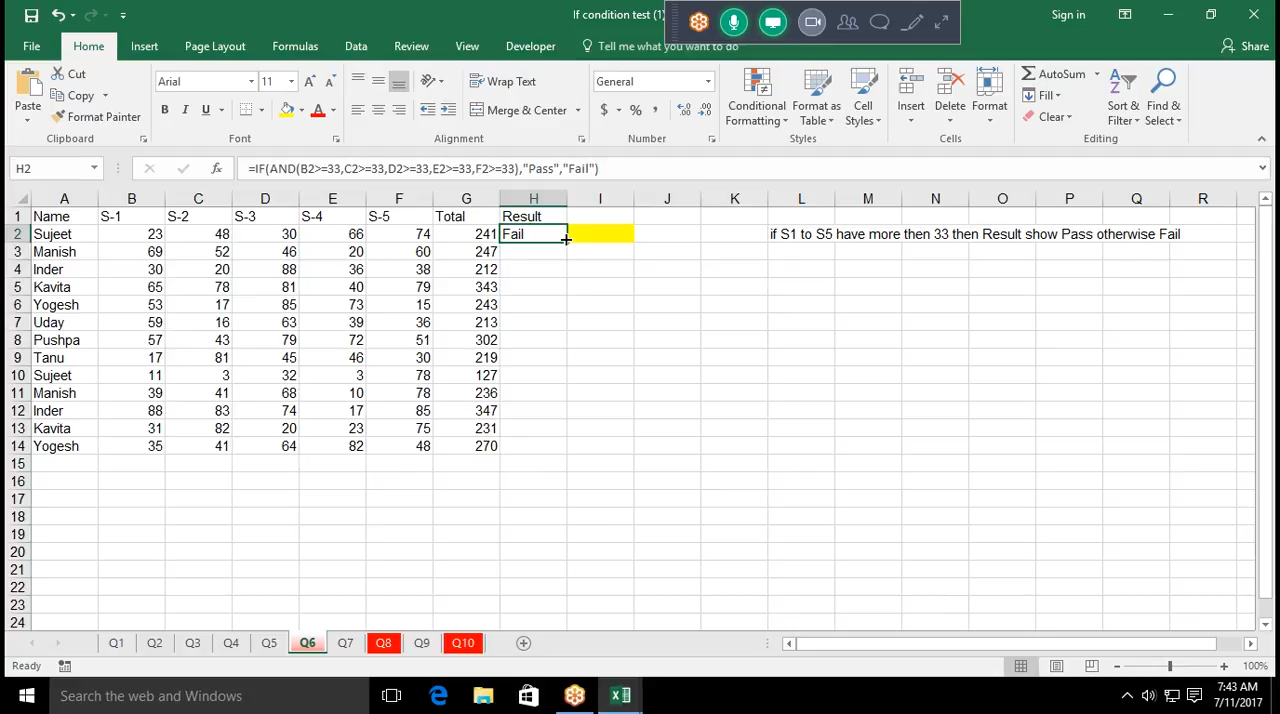 If condition test (1)
Sign in
File Home Insert Page Layout Formulas Data Review View Developer Tell me what you want to do Share
Paste Cut Copy Format Painter Clipboard
Arial 11 B I U A Font
Wrap Text Merge & Center Alignment
General $ % , Number
Conditional Formatting Format as Table Cell Styles Styles
Insert Delete Format Cells
AutoSum Fill Clear Sort & Filter Find & Select Editing
H2 fx =IF(AND(B2>=33,C2>=33,D2>=33,E2>=33,F2>=33),"Pass","Fail")
A B C D E F G H I J K L M N O P Q R
1 Name S-1 S-2 S-3 S-4 S-5 Total Result
2 Sujeet 23 48 30 66 74 241 Fail if S1 to S5 have more then 33 then Result show Pass otherwise Fail
3 Manish 69 52 46 20 60 247
4 Inder 30 20 88 36 38 212
5 Kavita 65 78 81 40 79 343
6 Yogesh 53 17 85 73 15 243
7 Uday 59 16 63 39 36 213
8 Pushpa 57 43 79 72 51 302
9 Tanu 17 81 45 46 30 219
10 Sujeet 11 3 32 3 78 127
11 Manish 39 41 68 10 78 236
12 Inder 88 83 74 17 85 347
13 Kavita 31 82 20 23 75 231
14 Yogesh 35 41 64 82 48 270
15
16
17
18
19
20
21
22
23
24
Q1 Q2 Q3 Q4 Q5 Q6 Q7 Q8 Q9 Q10
Ready 100%
Search the web and Windows
7:43 AM
7/11/2017